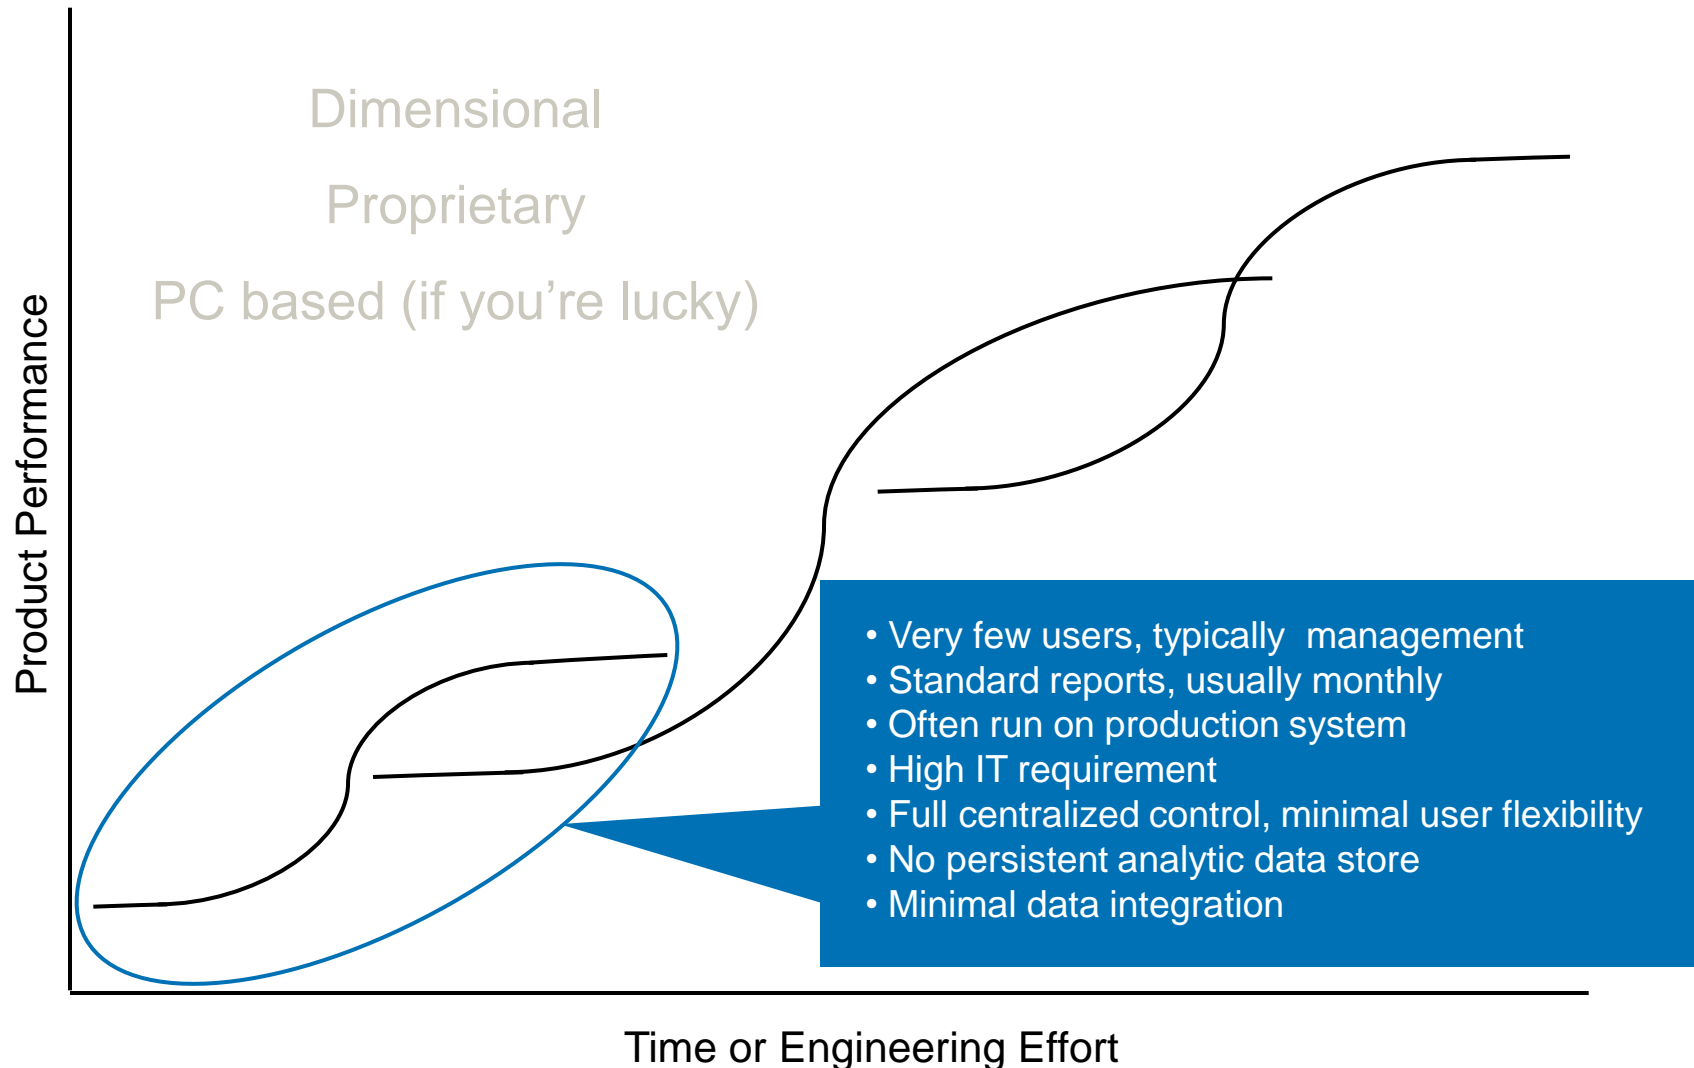 Dimensional
Proprietary
PC based (if you’re lucky)
Product Performance
• Very few users, typically  management
• Standard reports, usually monthly
• Often run on production system
• High IT requirement
• Full centralized control, minimal user flexibility
• No persistent analytic data store
• Minimal data integration
Time or Engineering Effort